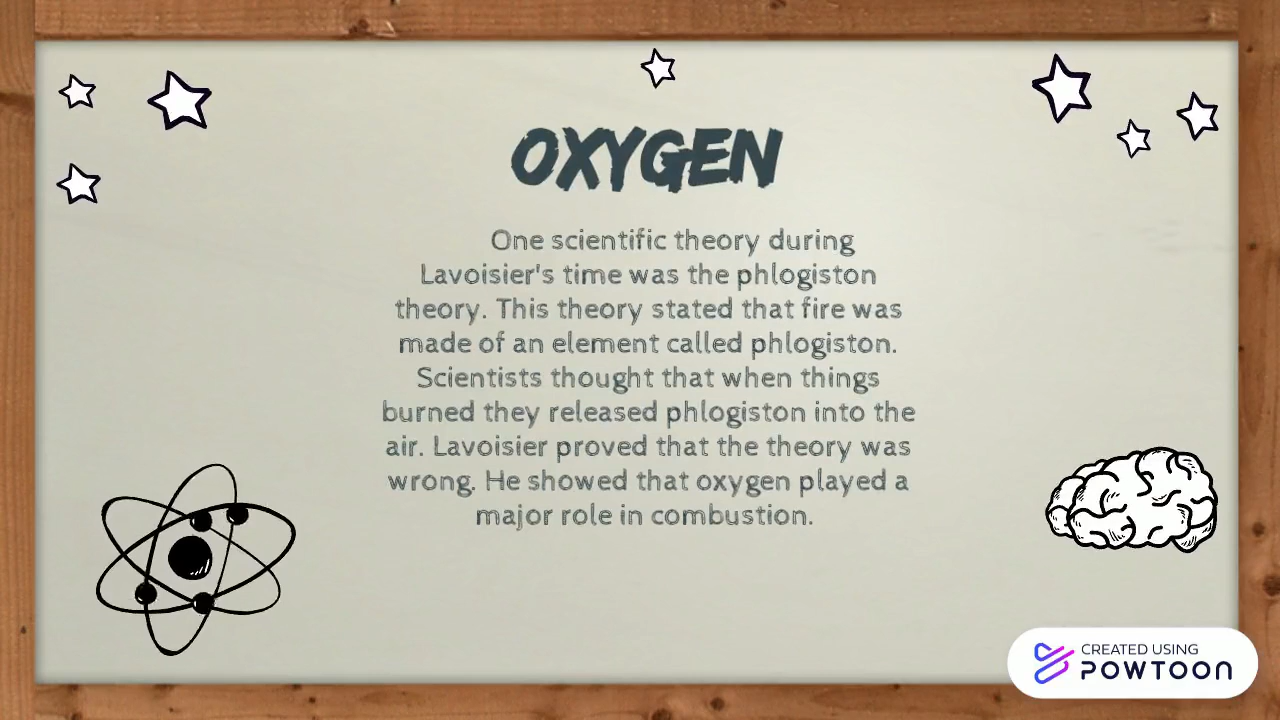 OXYGEN
One scientific theory during
Lavoisier's time was the phlogiston
theory. This theory stated that fire was
made of an element called phlogiston.
Scientists thought that when things
burned they released phlogiston into the
air. Lavoisier proved that the theory was
wrong. He showed that oxygen played a
major role in combustion.
CREATED USING
POWTOON